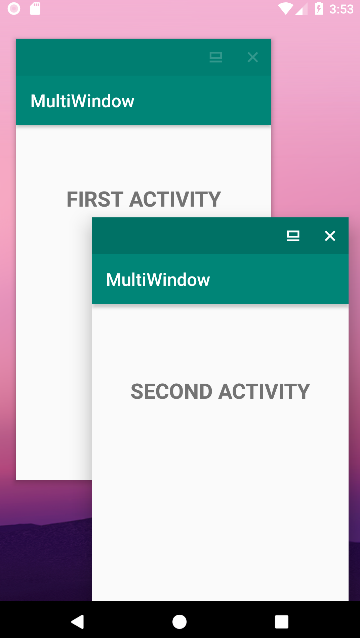 3:53
MultiWindow
FIRST ACTIVITY
MultiWindow
SECOND ACTIVITY